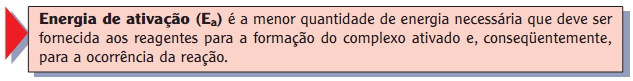 Energia de ativação (Eₐ) é a menor quantidade de energia necessária que deve ser
fornecida aos reagentes para a formação do complexo ativado e, conseqüentemente,
para a ocorrência da reação.